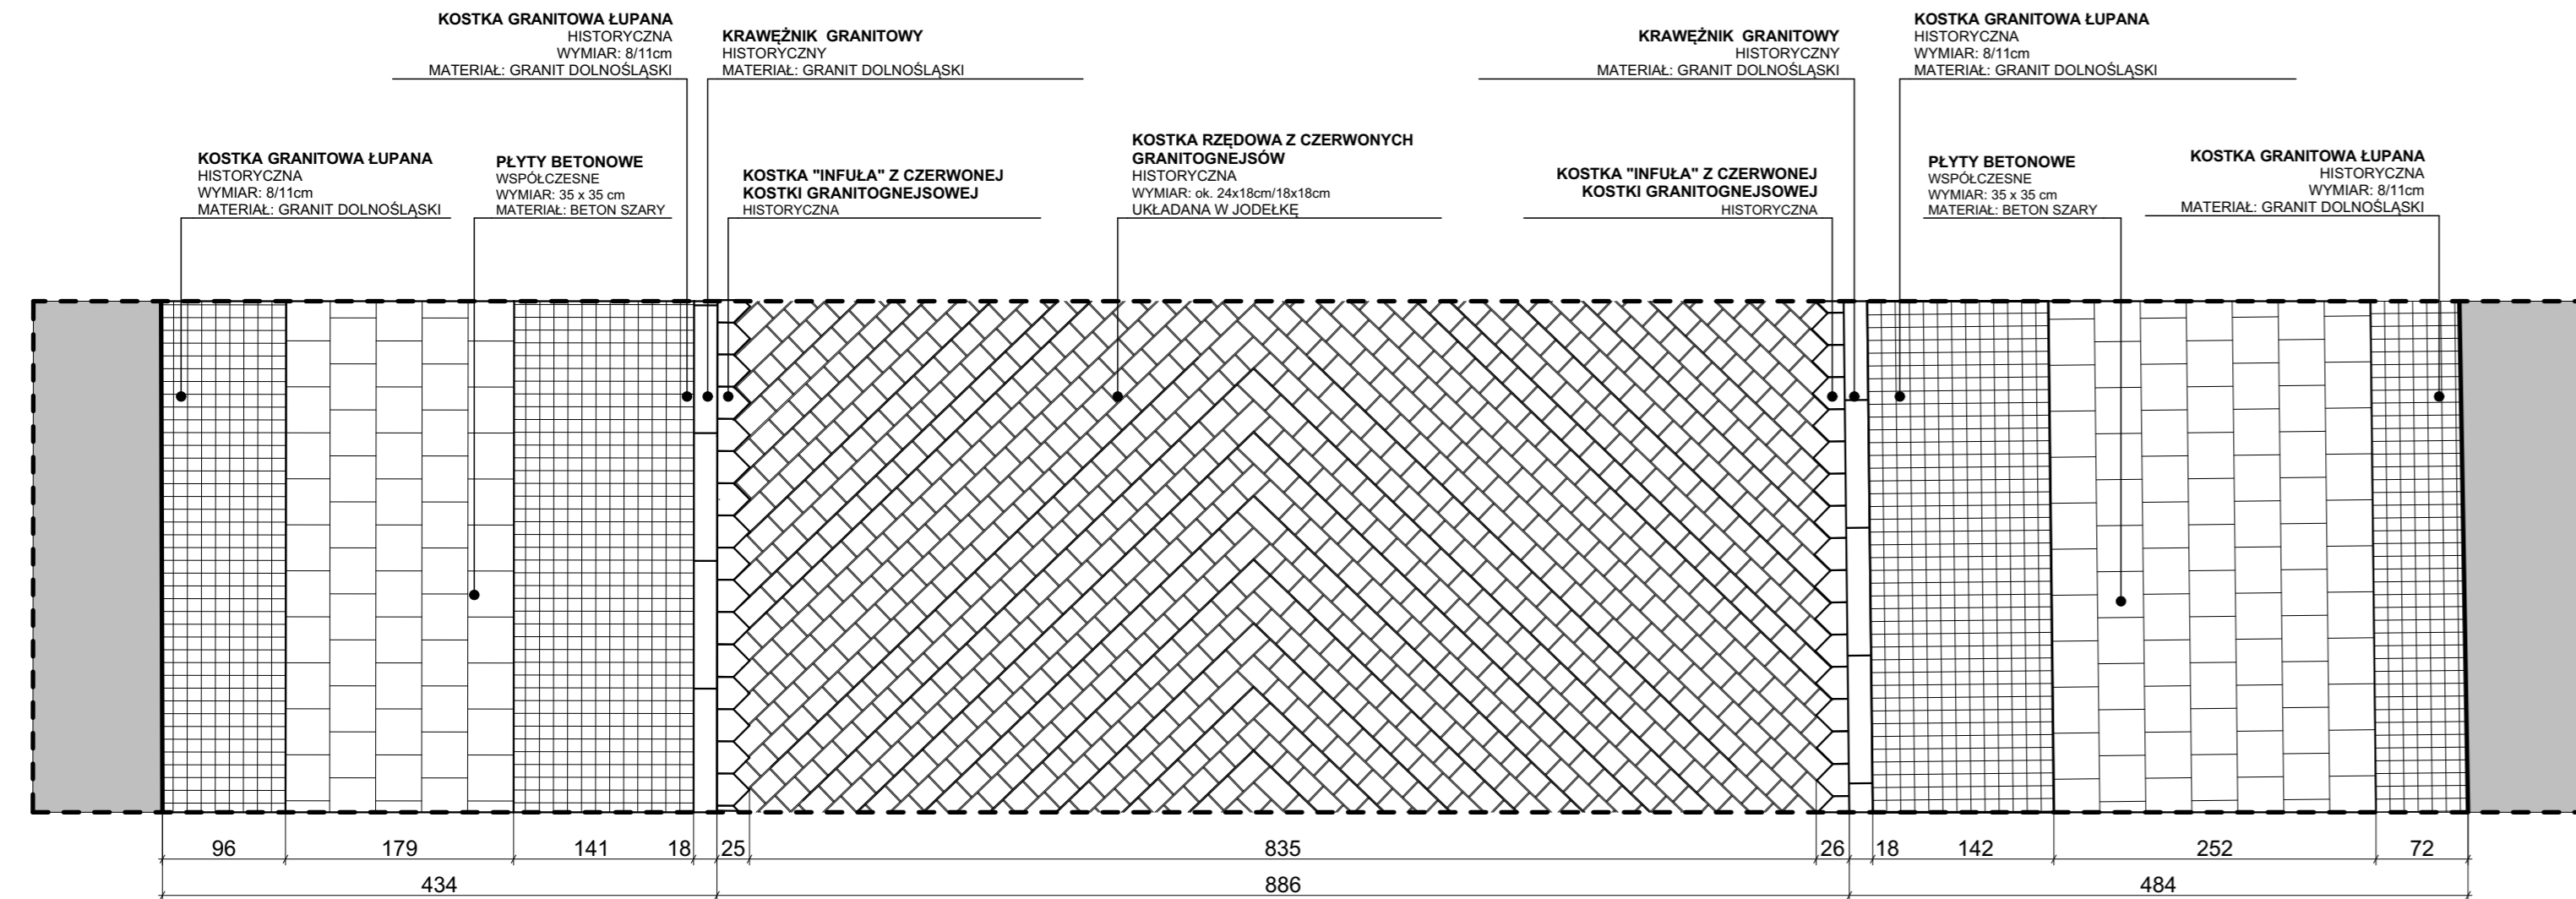 KOSTKA GRANITOWA ŁUPANA
HISTORYCZNA
WYMIAR: 8/11cm
MATERIAŁ: GRANIT DOLNOŚLĄSKI
KRAWĘŻNIK GRANITOWY
HISTORYCZNY
MATERIAŁ: GRANIT DOLNOŚLĄSKI
KRAWĘŻNIK GRANITOWY
HISTORYCZNY
MATERIAŁ: GRANIT DOLNOŚLĄSKI
KOSTKA GRANITOWA ŁUPANA
HISTORYCZNA
WYMIAR: 8/11cm
MATERIAŁ: GRANIT DOLNOŚLĄSKI
KOSTKA GRANITOWA ŁUPANA
HISTORYCZNA
WYMIAR: 8/11cm
MATERIAŁ: GRANIT DOLNOŚLĄSKI
PŁYTY BETONOWE
WSPÓŁCZESNE
WYMIAR: 35 x 35 cm
MATERIAŁ: BETON SZARY
KOSTKA "INFUŁA" Z CZERWONEJ
KOSTKI GRANITOGNEJSOWEJ
HISTORYCZNA
KOSTKA RZĘDOWA Z CZERWONYCH
GRANITOGNEJSÓW
HISTORYCZNA
WYMIAR: ok. 24x18cm/18x18cm
UKŁADANA W JODEŁKĘ
KOSTKA "INFUŁA" Z CZERWONEJ
KOSTKI GRANITOGNEJSOWEJ
HISTORYCZNA
PŁYTY BETONOWE
WSPÓŁCZESNE
WYMIAR: 35 x 35 cm
MATERIAŁ: BETON SZARY
KOSTKA GRANITOWA ŁUPANA
HISTORYCZNA
WYMIAR: 8/11cm
MATERIAŁ: GRANIT DOLNOŚLĄSKI
96 179 141 18 25 835 26 18 142 252 72
434 886 484